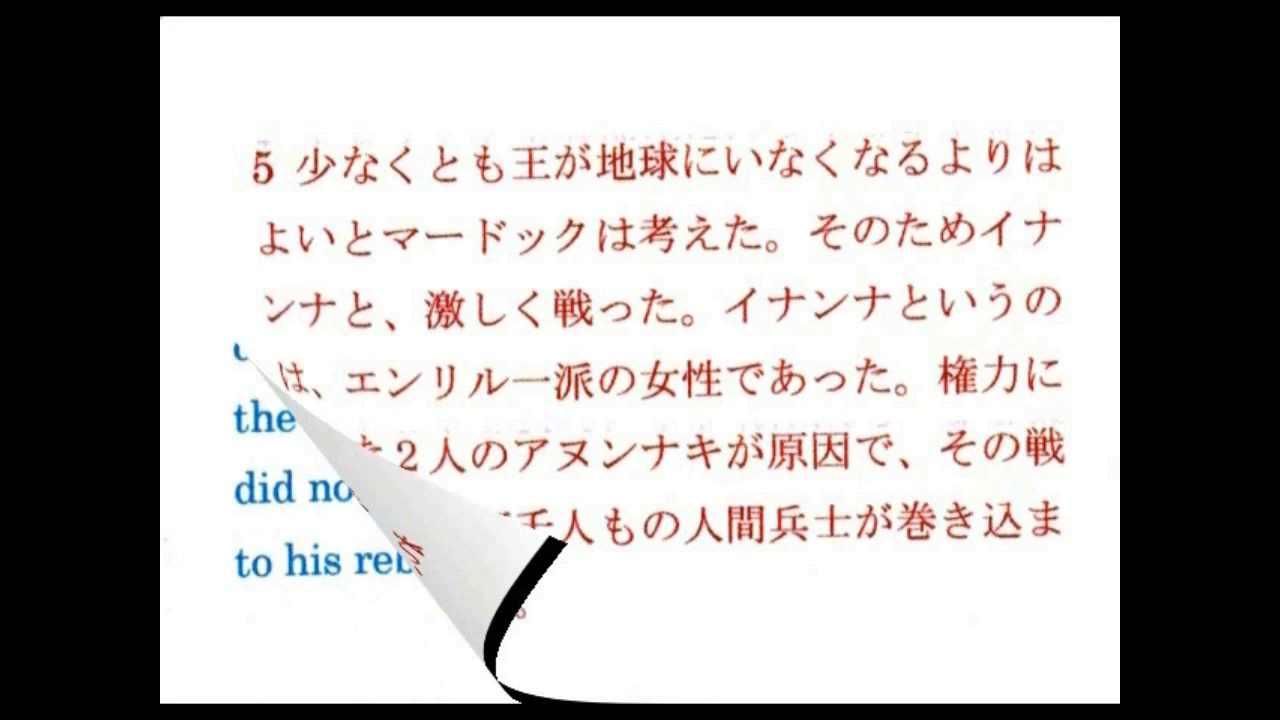 5 少なくとも王が地球にいなくなるよりは
よいとマードックは考えた。そのためイナ
ンナと、激しく戦った。イナンナというの
は、エンリル一派の女性であった。権力に
the
た2人のアヌンナキが原因で、その戦
did no
千人もの人間兵士が巻き込ま
to his reb
。